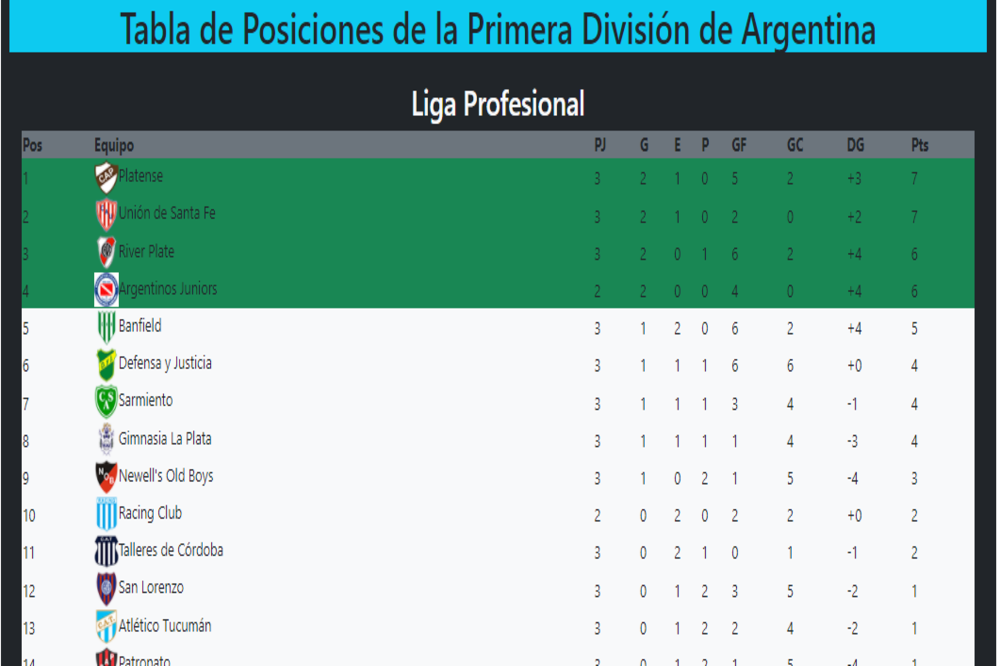 Tabla de Posiciones de la Primera División de Argentina
Liga Profesional
Pos Equipo PJ G E P GF GC DG Pts
1 CAP Platense 3 2 1 0 5 2 +3 7
2 Unión de Santa Fe 3 2 1 0 2 0 +2 7
3 River Plate 3 2 0 1 6 2 +4 6
4 Argentinos Juniors 2 2 0 0 4 0 +4 6
5 Banfield 3 1 2 0 6 2 +4 5
6 Defensa y Justicia 3 1 1 1 6 6 +0 4
7 CSA Sarmiento 3 1 1 1 3 4 -1 4
8 Gimnasia La Plata 3 1 1 1 1 4 -3 4
9 NOB Newell's Old Boys 3 1 0 2 1 5 -4 3
10 Racing Club 2 0 2 0 2 2 +0 2
11 Talleres de Córdoba 3 0 2 1 0 1 -1 2
12 San Lorenzo 3 0 1 2 3 5 -2 1
13 CAT Atlético Tucumán 3 0 1 2 2 4 -2 1
14 Patronato 3 0 1 2 1 5 -4 1